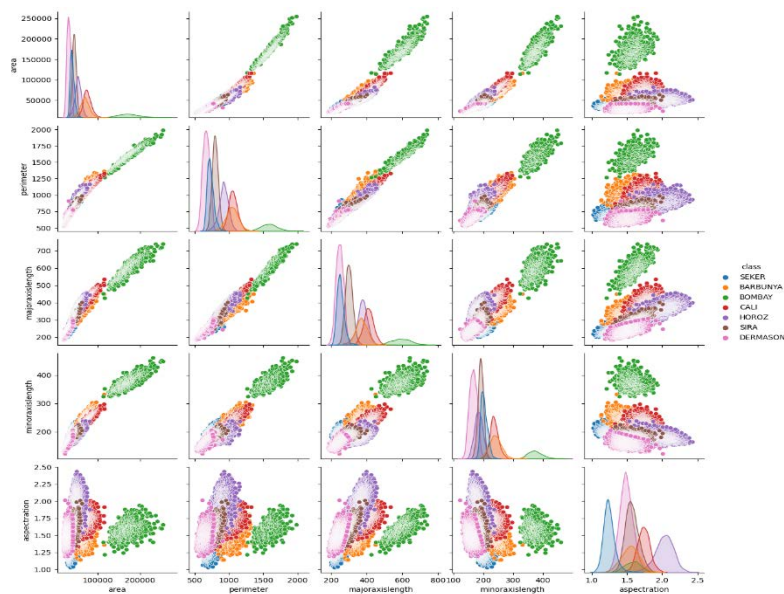 250000
200000
150000
100000
50000
area
2000
1750
1500
1250
1000
750
500
perimeter
700
600
500
400
300
200
majoraxislength
400
300
200
minoraxislength
2.50
2.25
2.00
1.75
1.50
1.25
1.00
aspectration
100000 200000
area
500 1000 1500 2000
perimeter
200 400 600 800
majoraxislength
100 200 300 400
minoraxislength
1.0 1.5 2.0 2.5
aspectration
class
SEKER
BARBUNYA
BOMBAY
CALI
HOROZ
SIRA
DERMASON